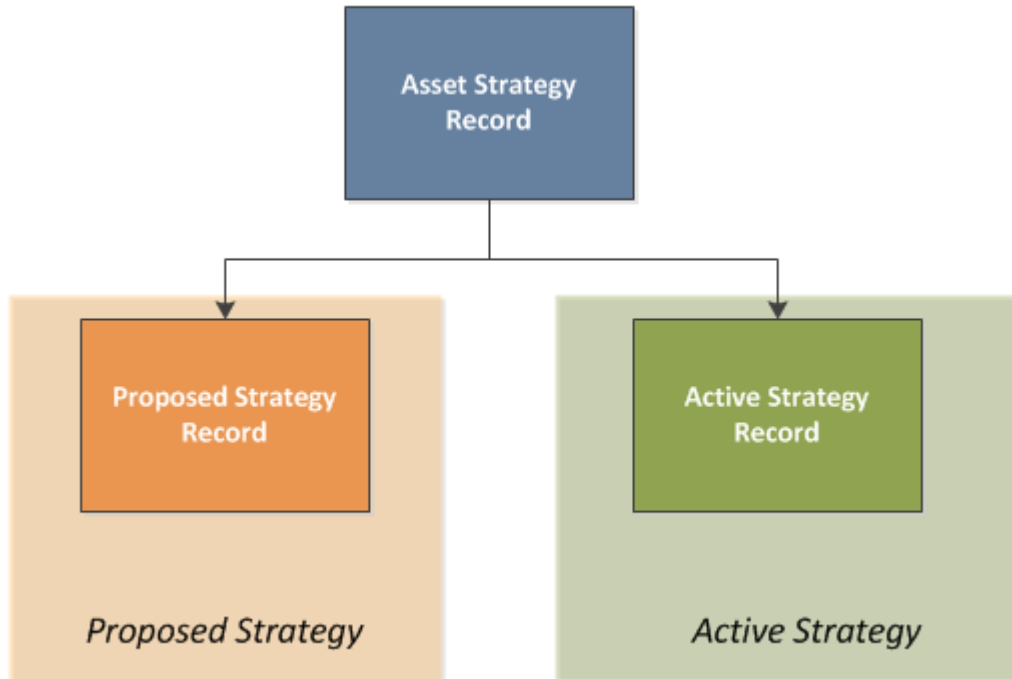 Asset Strategy
Record
Proposed Strategy
Record
Active Strategy
Record
Proposed Strategy
Active Strategy